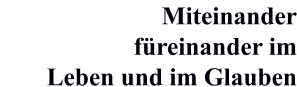 Miteinander
füreinander im
Leben und im Glauben